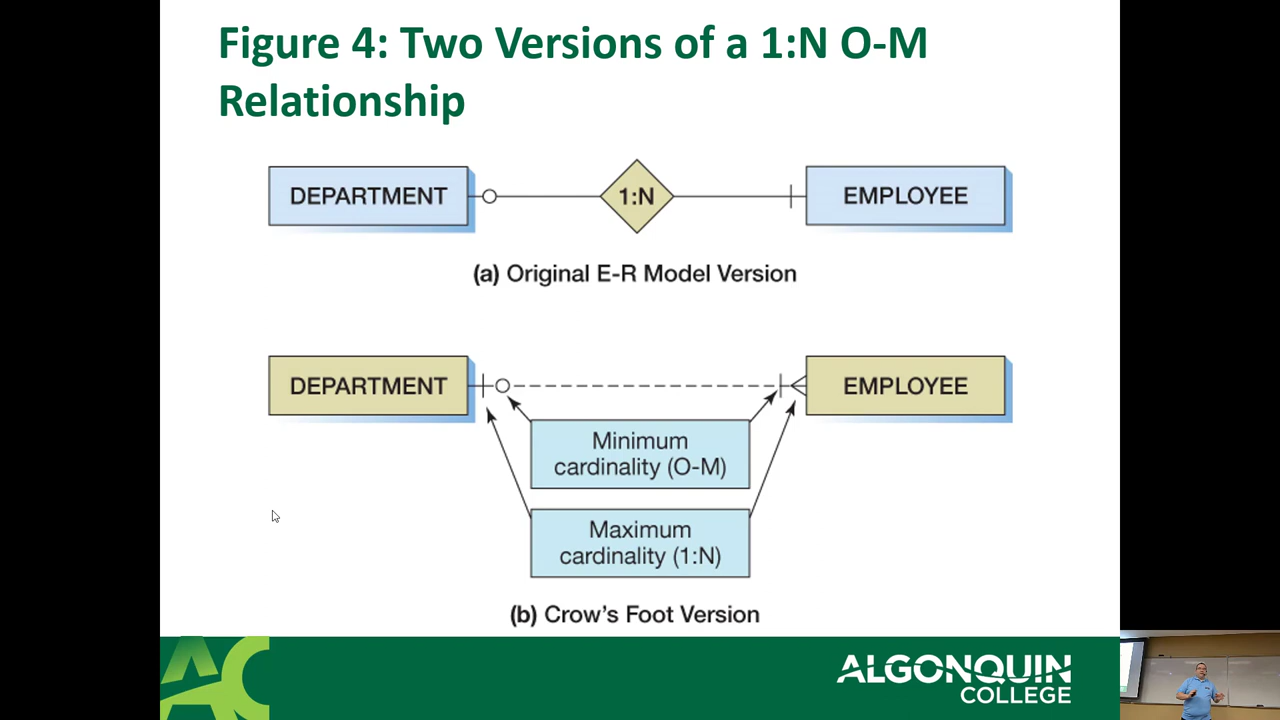 Figure 4: Two Versions of a 1:N O-M
Relationship
DEPARTMENT
1:N
EMPLOYEE
(a) Original E-R Model Version
DEPARTMENT
EMPLOYEE
Minimum
cardinality (O-M)
Maximum
cardinality (1:N)
(b) Crow's Foot Version
AC
ALGONQUIN
COLLEGE